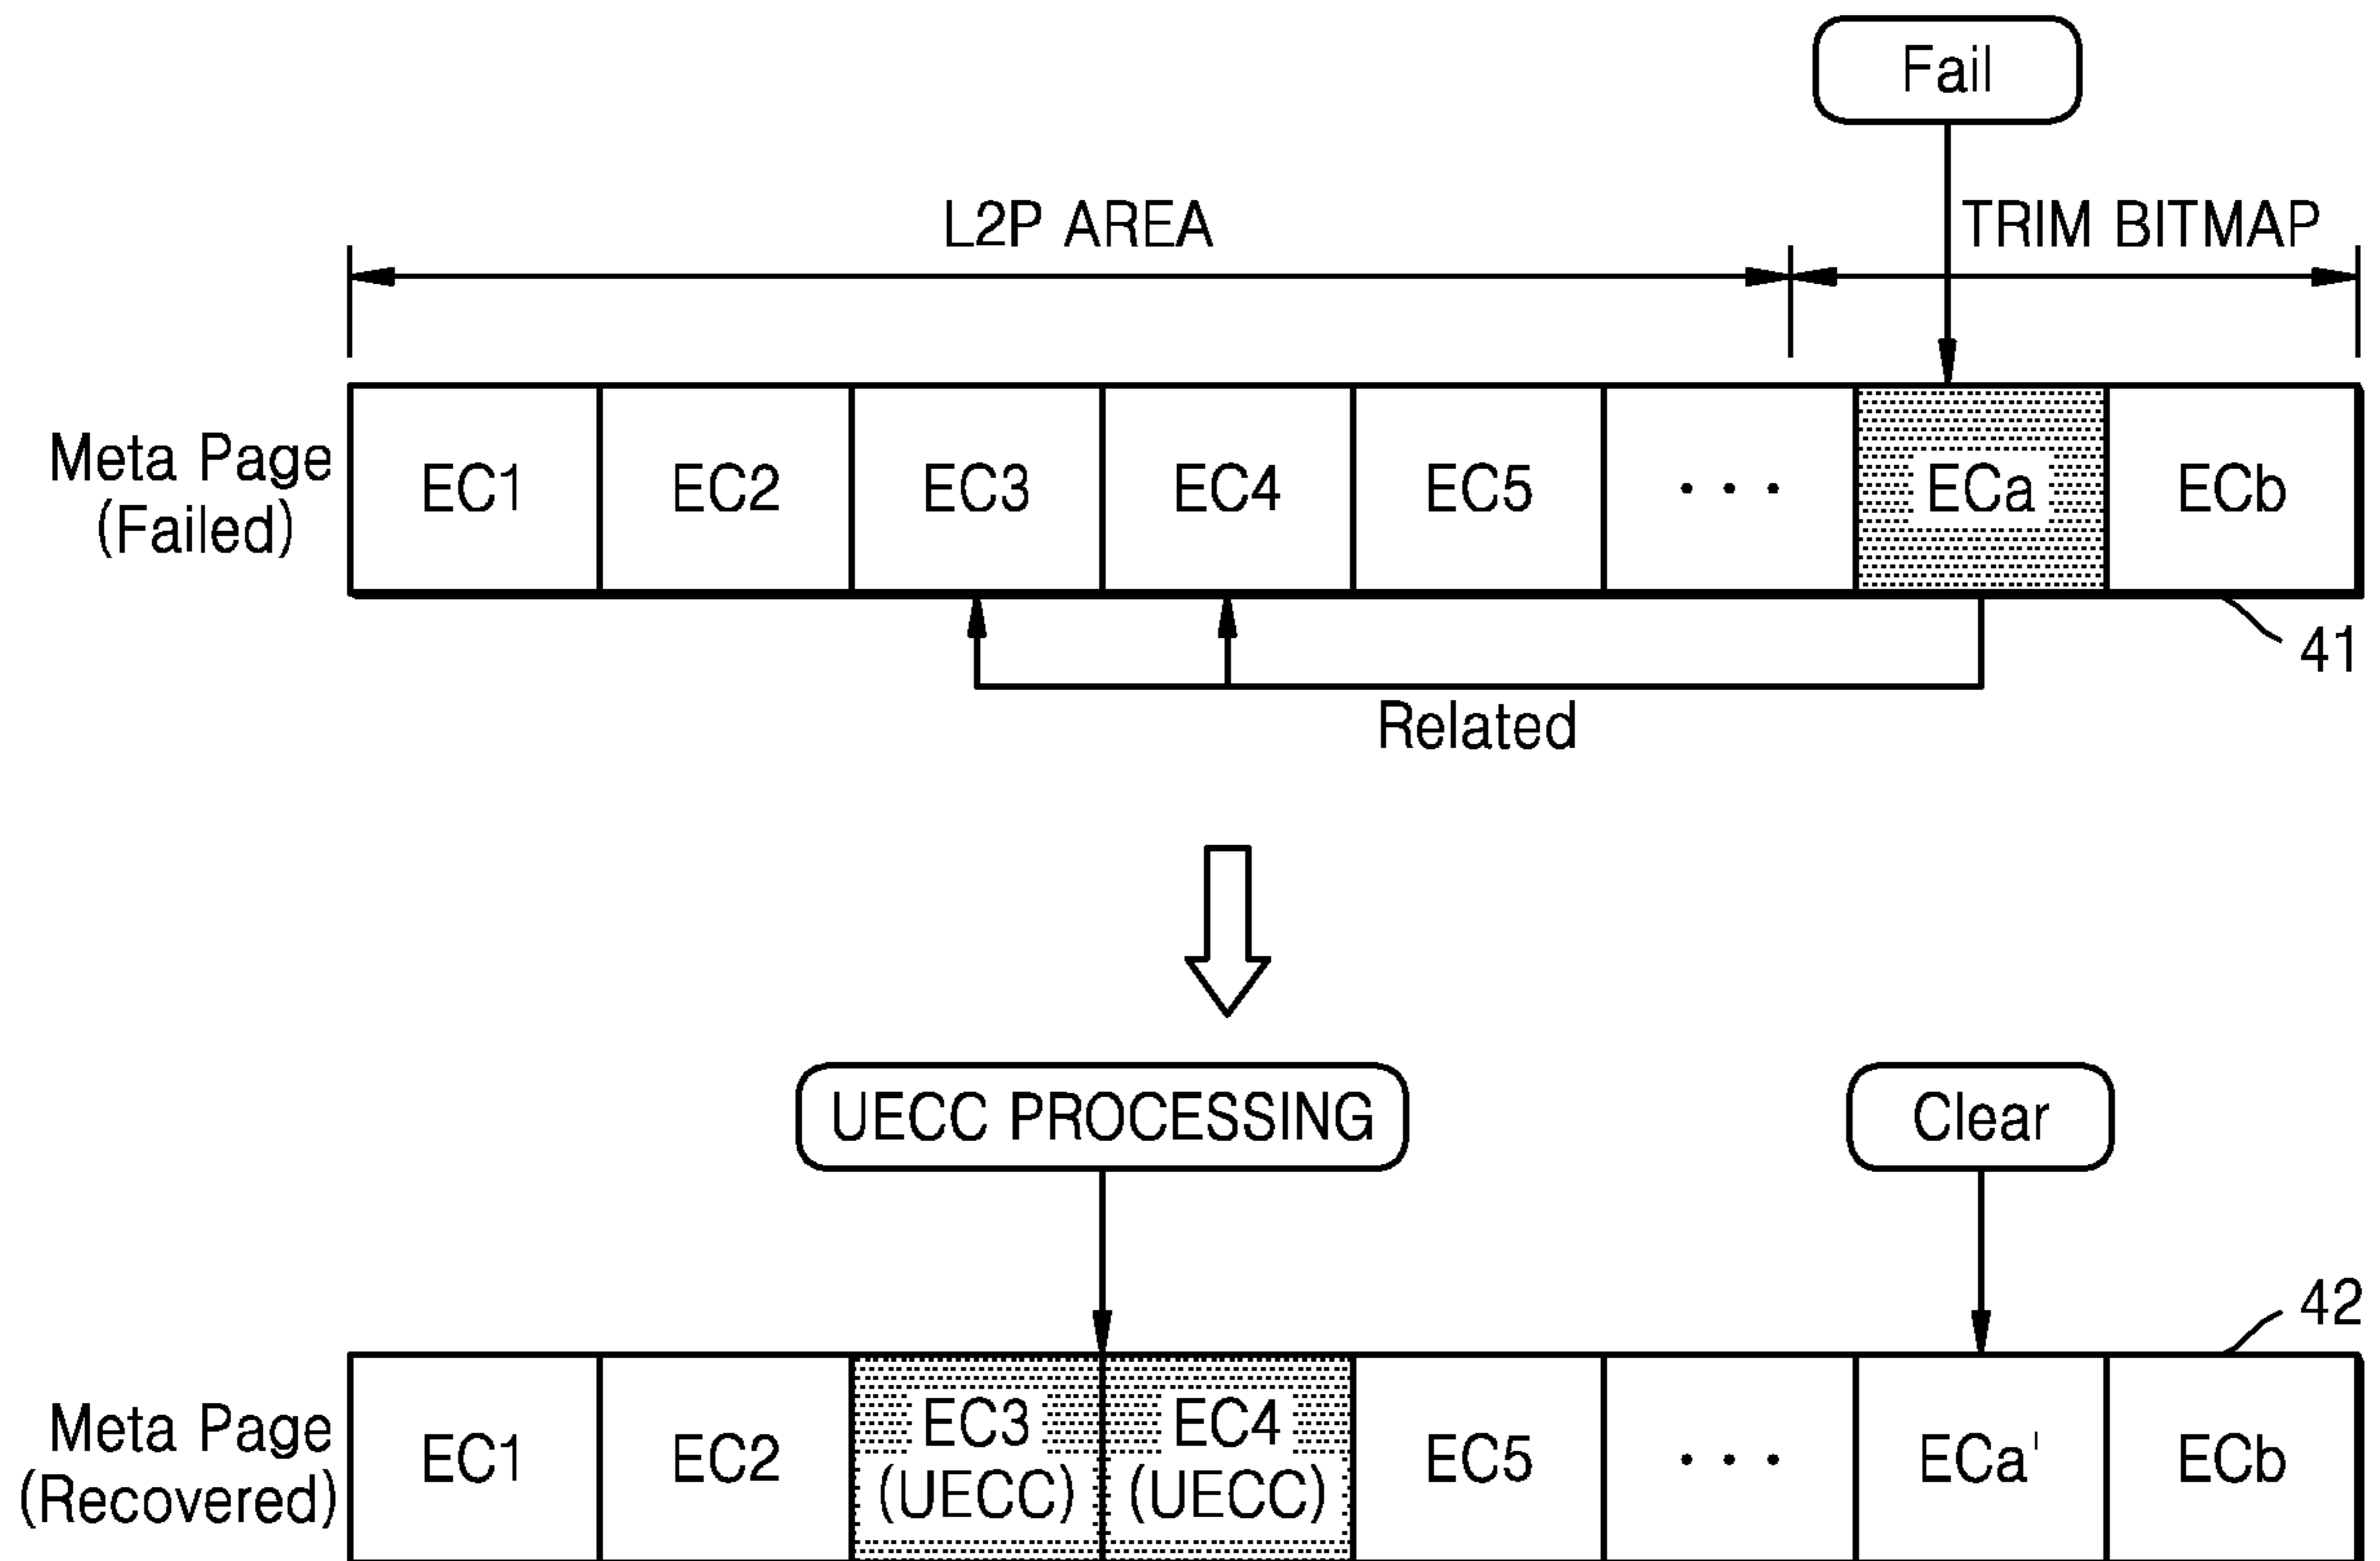 Fail
L2P AREA
TRIM BITMAP
Meta Page
(Failed)
EC1
EC2
EC3
EC4
EC5
...
ECa
ECb
41
Related
UECC PROCESSING
Clear
42
Meta Page
(Recovered)
EC1
EC2
EC3
(UECC)
EC4
(UECC)
EC5
...
ECa'
ECb